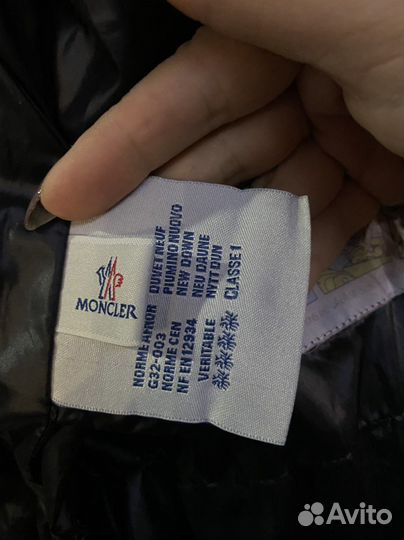 MONCLER
NORME AFNOR
G32-003
NORME CEN
NF EN 12934
VERITABLE
DUVET NEUF
PIUMINO NUOVO
NEW DOWN
NEU DAUNE
NYT DUN
CLASSE 1
Avito